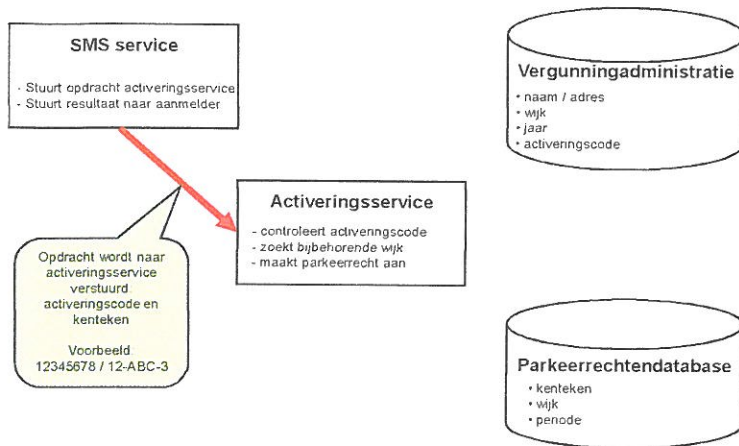 SMS service
- Stuurt opdracht activeringsservice
- Stuurt resultaat naar aanmelder
Vergunningadministratie
• naam / adres
• wijk
• jaar
• activeringscode
Activeringsservice
- controleert activeringscode
- zoekt bijbehorende wijk
- maakt parkeerrecht aan
Opdracht wordt naar
activeringsservice
verstuurd
activeringscode en
kenteken
Voorbeeld
12345678 / 12-ABC-3
Parkeerrechtendatabase
• kenteken
• wijk
• periode